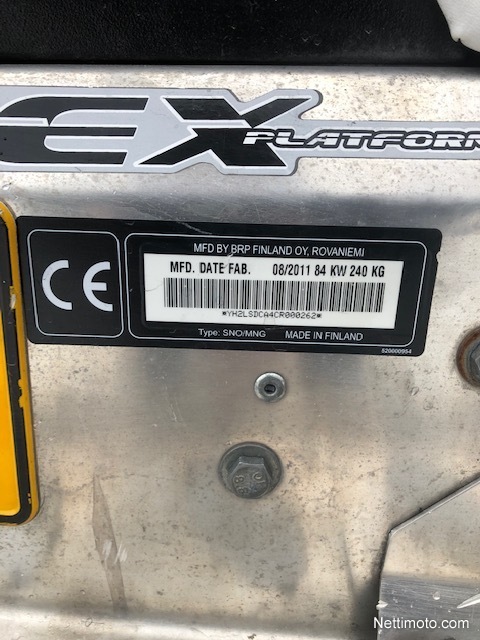 EX
PLATFORM
CE
MFD BY BRP FINLAND OY, ROVANIEMI
MFD. DATE FAB. 08/2011 84 KW 240 KG
*YH2LSDCA4CR000262*
Type: SNO/MNG MADE IN FINLAND
520000954
Nettimoto.com